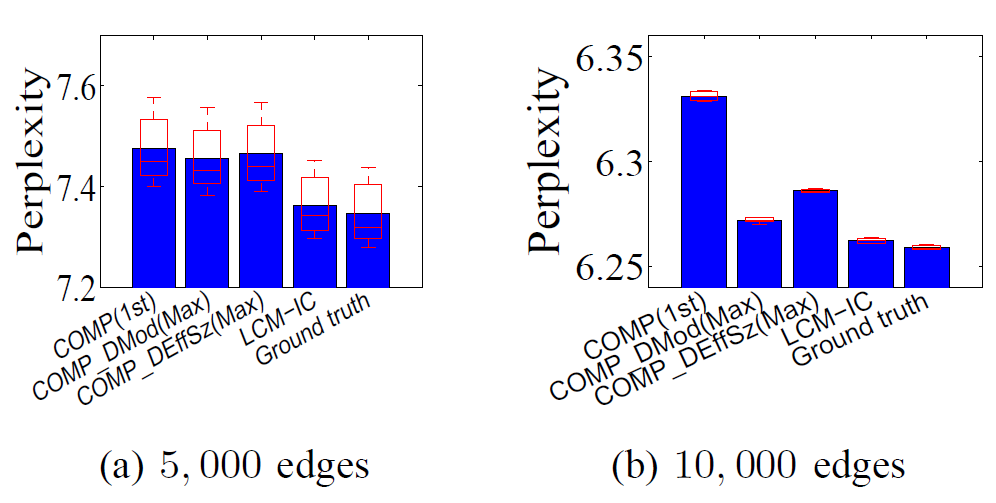 Perplexity
7.6
7.4
7.2
COMP(1st)
COMP_DMod(Max)
COMP_DEffSz(Max)
LCM-IC
Ground truth
(a) 5, 000 edges
Perplexity
6.35
6.3
6.25
COMP(1st)
COMP_DMod(Max)
COMP_DEffSz(Max)
LCM-IC
Ground truth
(b) 10, 000 edges